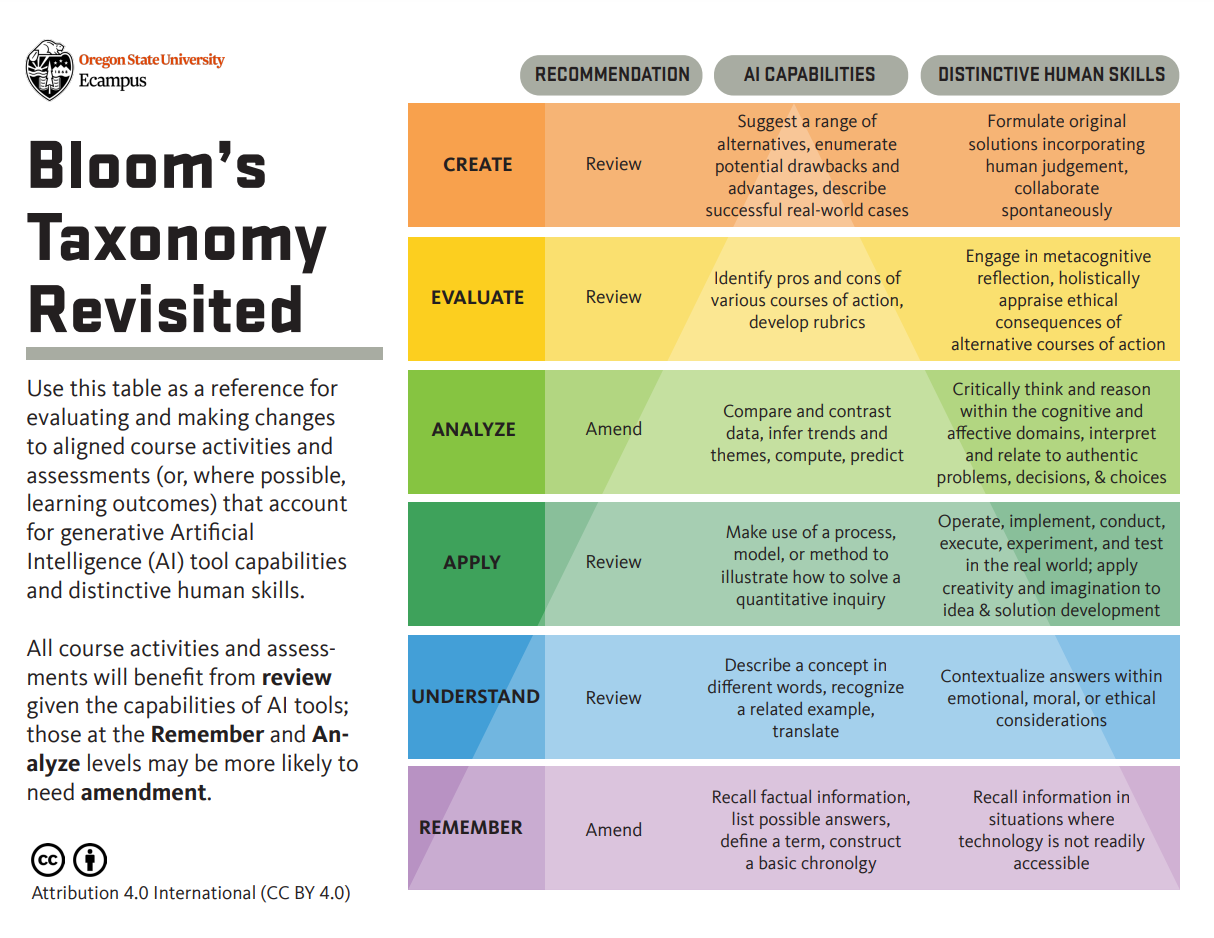 Oregon State University
Ecampus
Bloom's
Taxonomy
Revisited
Use this table as a reference for
evaluating and making changes
to aligned course activities and
assessments (or, where possible,
learning outcomes) that account
for generative Artificial
Intelligence (AI) tool capabilities
and distinctive human skills.
All course activities and assess-
ments will benefit from review
given the capabilities of AI tools;
those at the Remember and An-
alyze levels may be more likely to
need amendment.
cc
Attribution 4.0 International (CC BY 4.0)
RECOMMENDATION
AI CAPABILITIES
DISTINCTIVE HUMAN SKILLS
CREATE
Review
Suggest a range of
alternatives, enumerate
potential drawbacks and
advantages, describe
successful real-world cases
Formulate original
solutions incorporating
human judgement,
collaborate
spontaneously
EVALUATE
Review
Identify pros and cons of
various courses of action,
develop rubrics
Engage in metacognitive
reflection, holistically
appraise ethical
consequences of
alternative courses of action
ANALYZE
Amend
Compare and contrast
data, infer trends and
themes, compute, predict
Critically think and reason
within the cognitive and
affective domains, interpret
and relate to authentic
problems, decisions, & choices
APPLY
Review
Make use of a process,
model, or method to
illustrate how to solve a
quantitative inquiry
Operate, implement, conduct,
execute, experiment, and test
in the real world; apply
creativity and imagination to
idea & solution development
UNDERSTAND
Review
Describe a concept in
different words, recognize
a related example,
translate
Contextualize answers within
emotional, moral, or ethical
considerations
REMEMBER
Amend
Recall factual information,
list possible answers,
define a term, construct
a basic chronolgy
Recall information in
situations where
technology is not readily
accessible